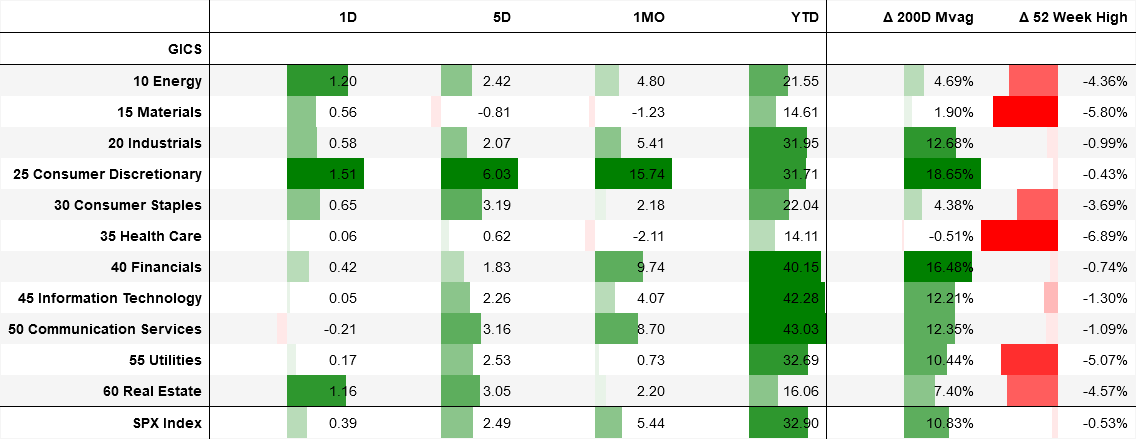 1D 5D 1MO YTD Δ 200D Mvag Δ 52 Week High
GICS
10 Energy 1.20 2.42 4.80 21.55 4.69% -4.36%
15 Materials 0.56 -0.81 -1.23 14.61 1.90% -5.80%
20 Industrials 0.58 2.07 5.41 31.95 12.68% -0.99%
25 Consumer Discretionary 1.51 6.03 15.74 31.71 18.65% -0.43%
30 Consumer Staples 0.65 3.19 2.18 22.04 4.38% -3.69%
35 Health Care 0.06 0.62 -2.11 14.11 -0.51% -6.89%
40 Financials 0.42 1.83 9.74 40.15 16.48% -0.74%
45 Information Technology 0.05 2.26 4.07 42.28 12.21% -1.30%
50 Communication Services -0.21 3.16 8.70 43.03 12.35% -1.09%
55 Utilities 0.17 2.53 0.73 32.69 10.44% -5.07%
60 Real Estate 1.16 3.05 2.20 16.06 7.40% -4.57%
SPX Index 0.39 2.49 5.44 32.90 10.83% -0.53%